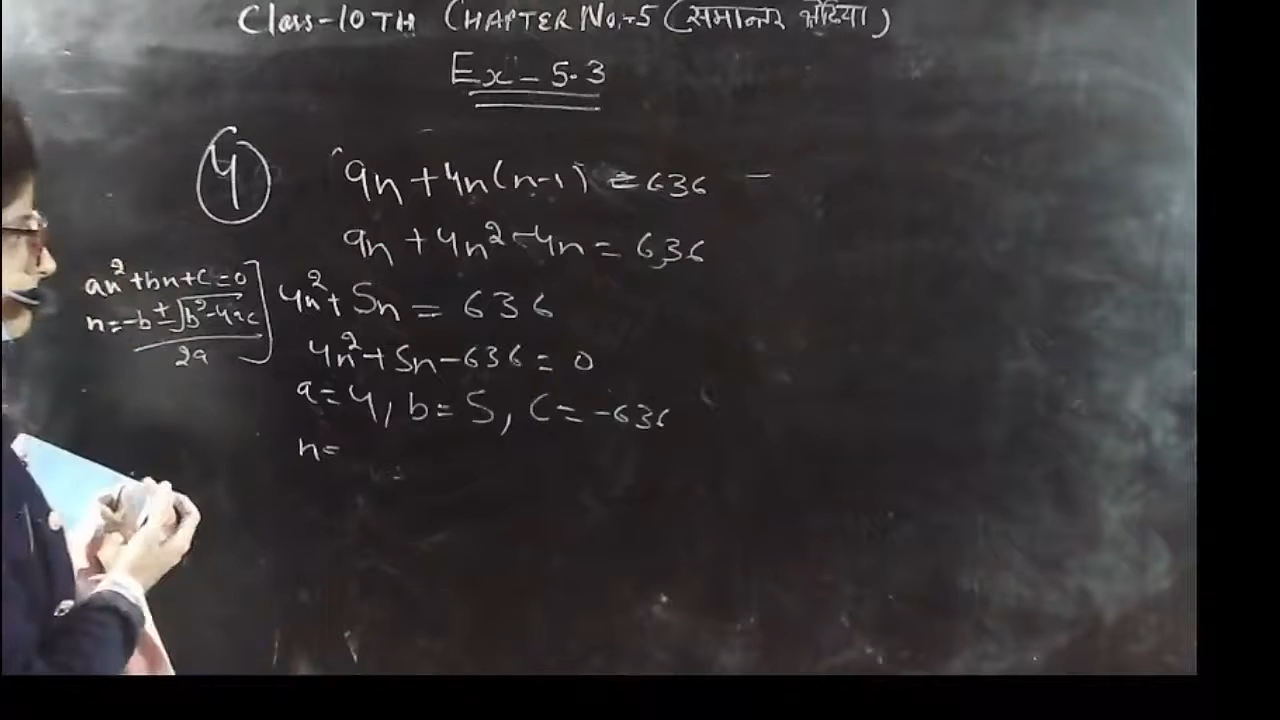 Class-10TH CHAPTER No.-5 (समान्तर श्रेढियां)
Ex-5.3
4
9n+4n(n-1) = 636 -
9n+4n²-4n=636
4n²+5n=636
4n²+5n-636=0
a=4, b=5, c=-636
n=
an²+bn+c=0
n=-b±√b²-4ac
2a